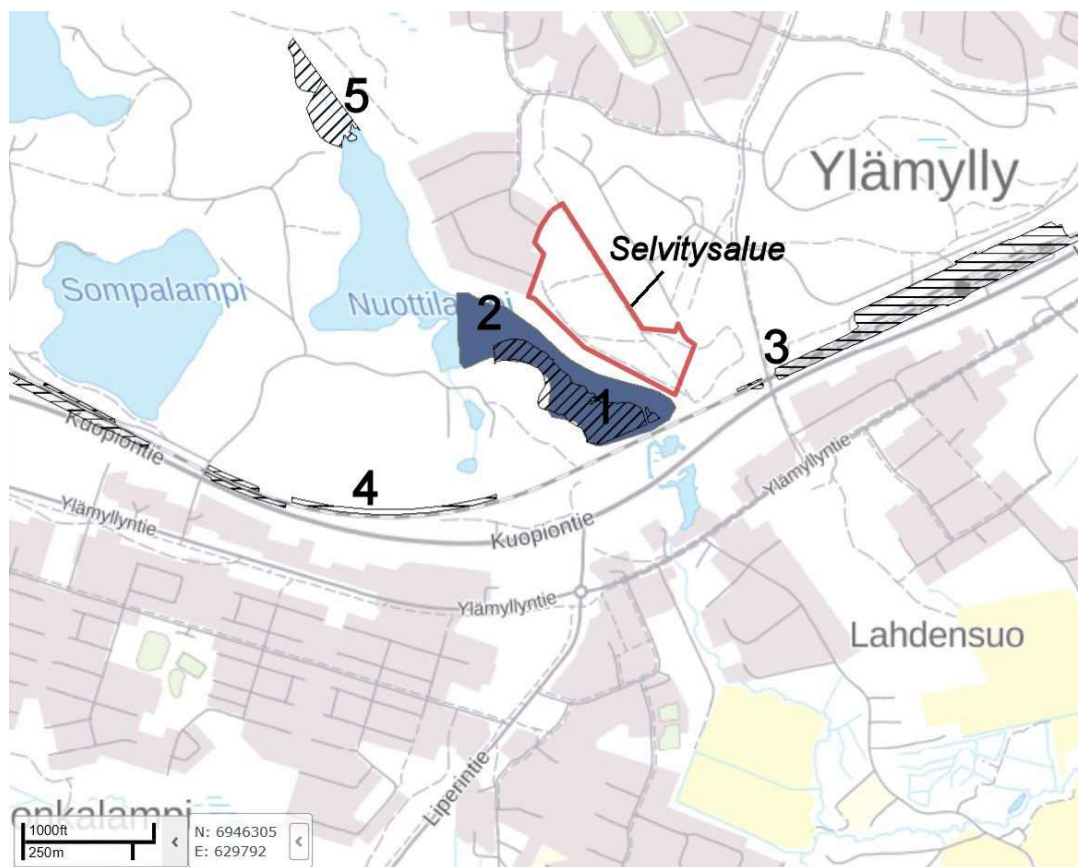 5
Ylämylly
Selvitysalue
Sompalampi
Nuottila
i
2
3
1
Kuopiontie
4
Ylämyllyntie
Kuopiontie
Ylämyllyntie
Ylämyllyntie
Lahdensuo
Liperintie
onkalampi
1000ft
250m
<
N: 6946305
E: 629792
<